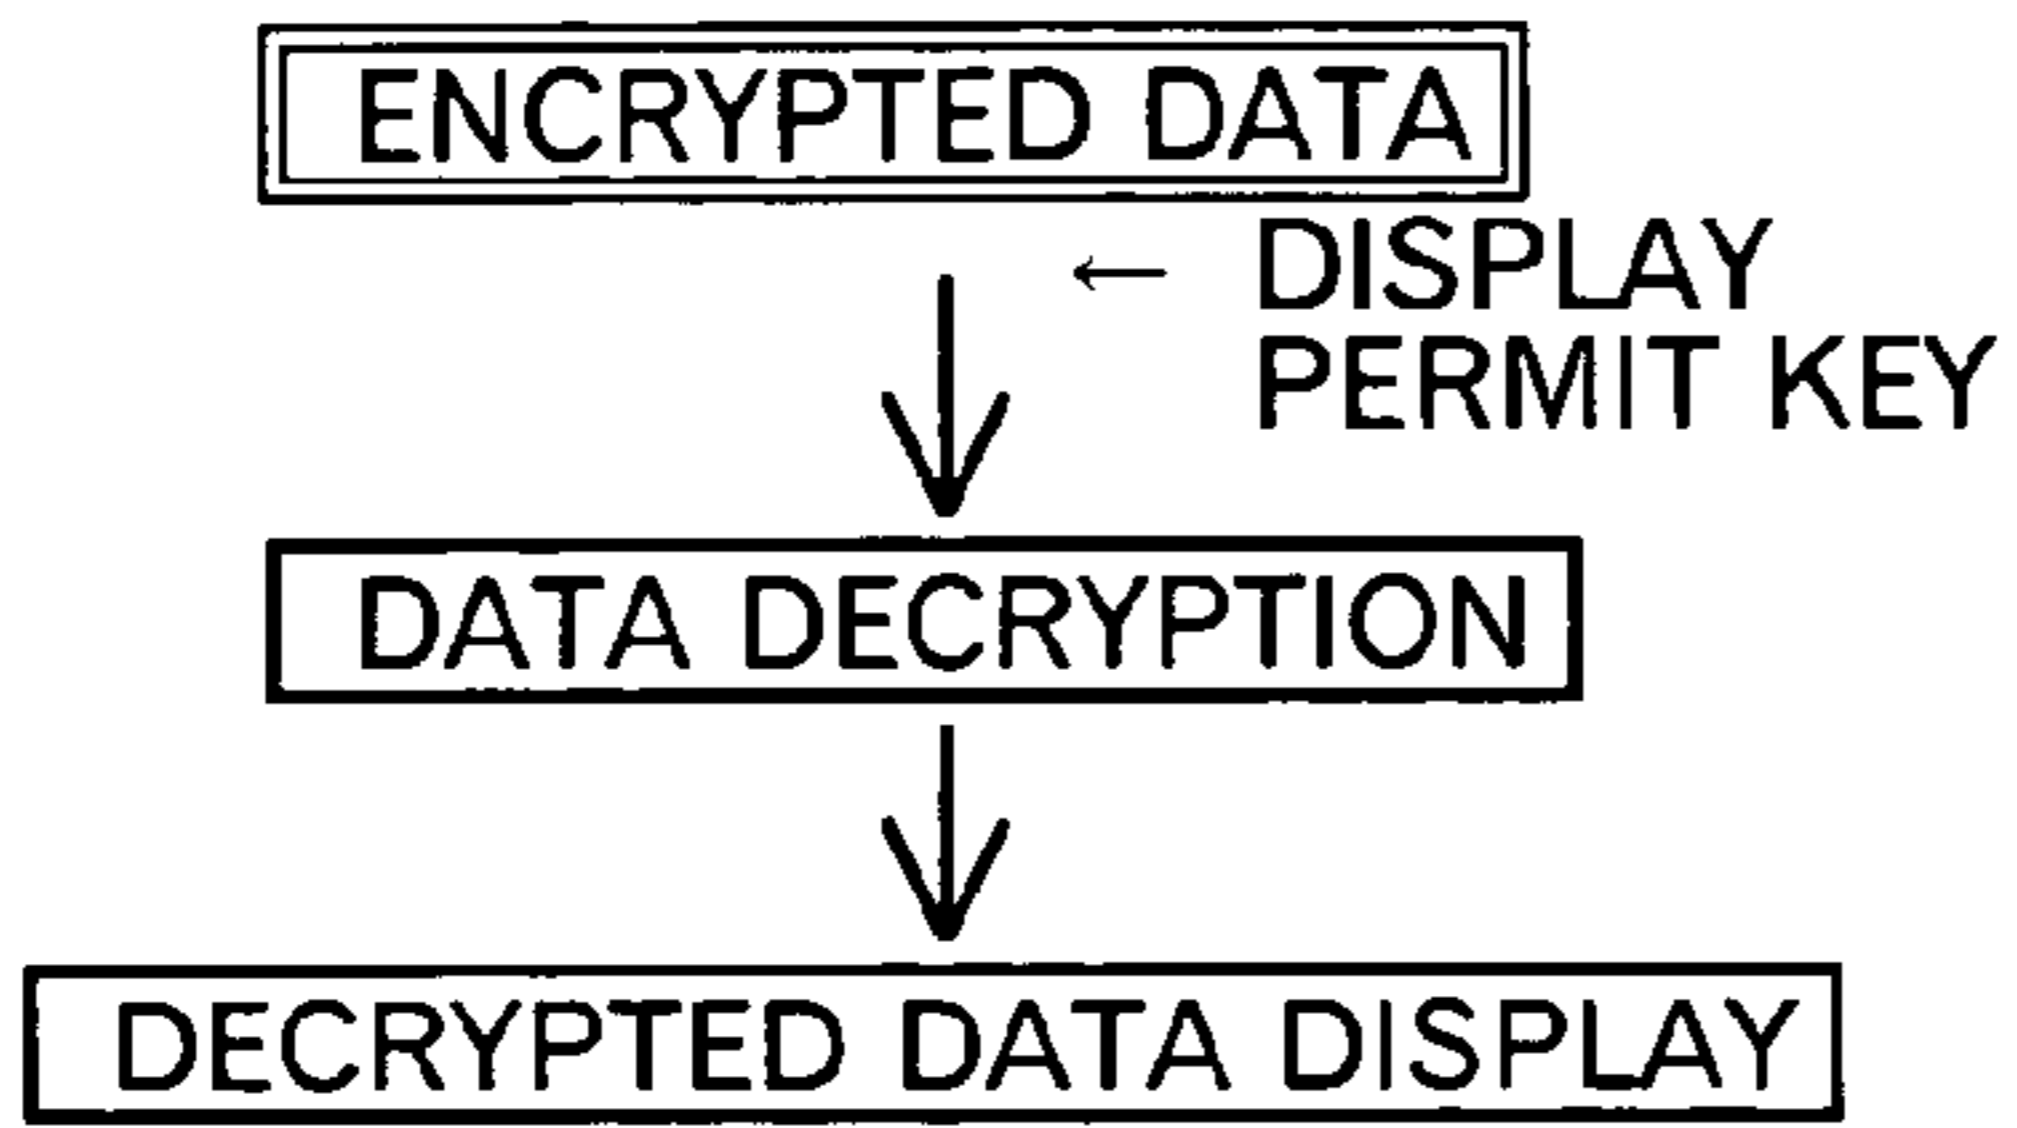 ENCRYPTED DATA
← DISPLAY
PERMIT KEY
DATA DECRYPTION
DECRYPTED DATA DISPLAY